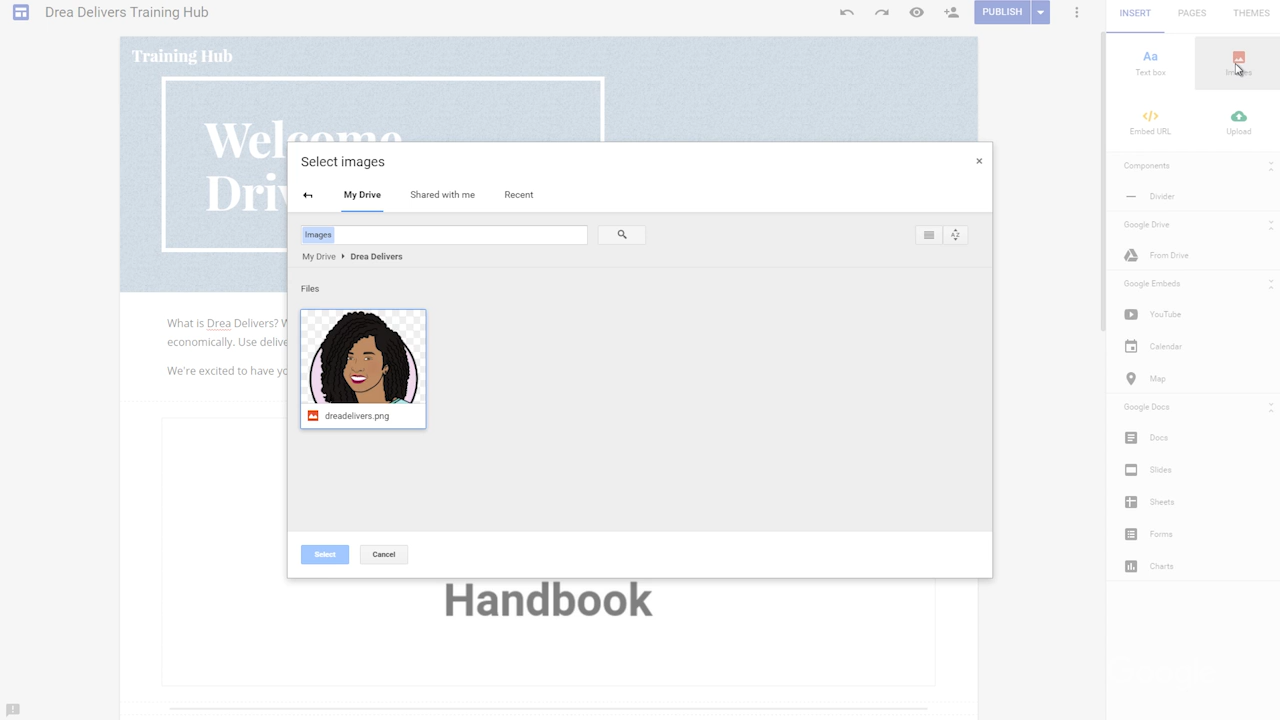 Drea Delivers Training Hub
PUBLISH
INSERT
PAGES
THEMES
Training Hub
Welcome
Aa
Text box
Images
Embed URL
Upload
Select images
×
My Drive
Shared with me
Recent
Images
My Drive
Drea Delivers
AZ
Files
dreadelivers.png
Select
Cancel
What is Drea Delivers? W
economically. Use delive
We're excited to have yo
Handbook
Components
Divider
Google Drive
From Drive
Google Embeds
YouTube
Calendar
Map
Google Docs
Docs
Slides
Sheets
Forms
Charts